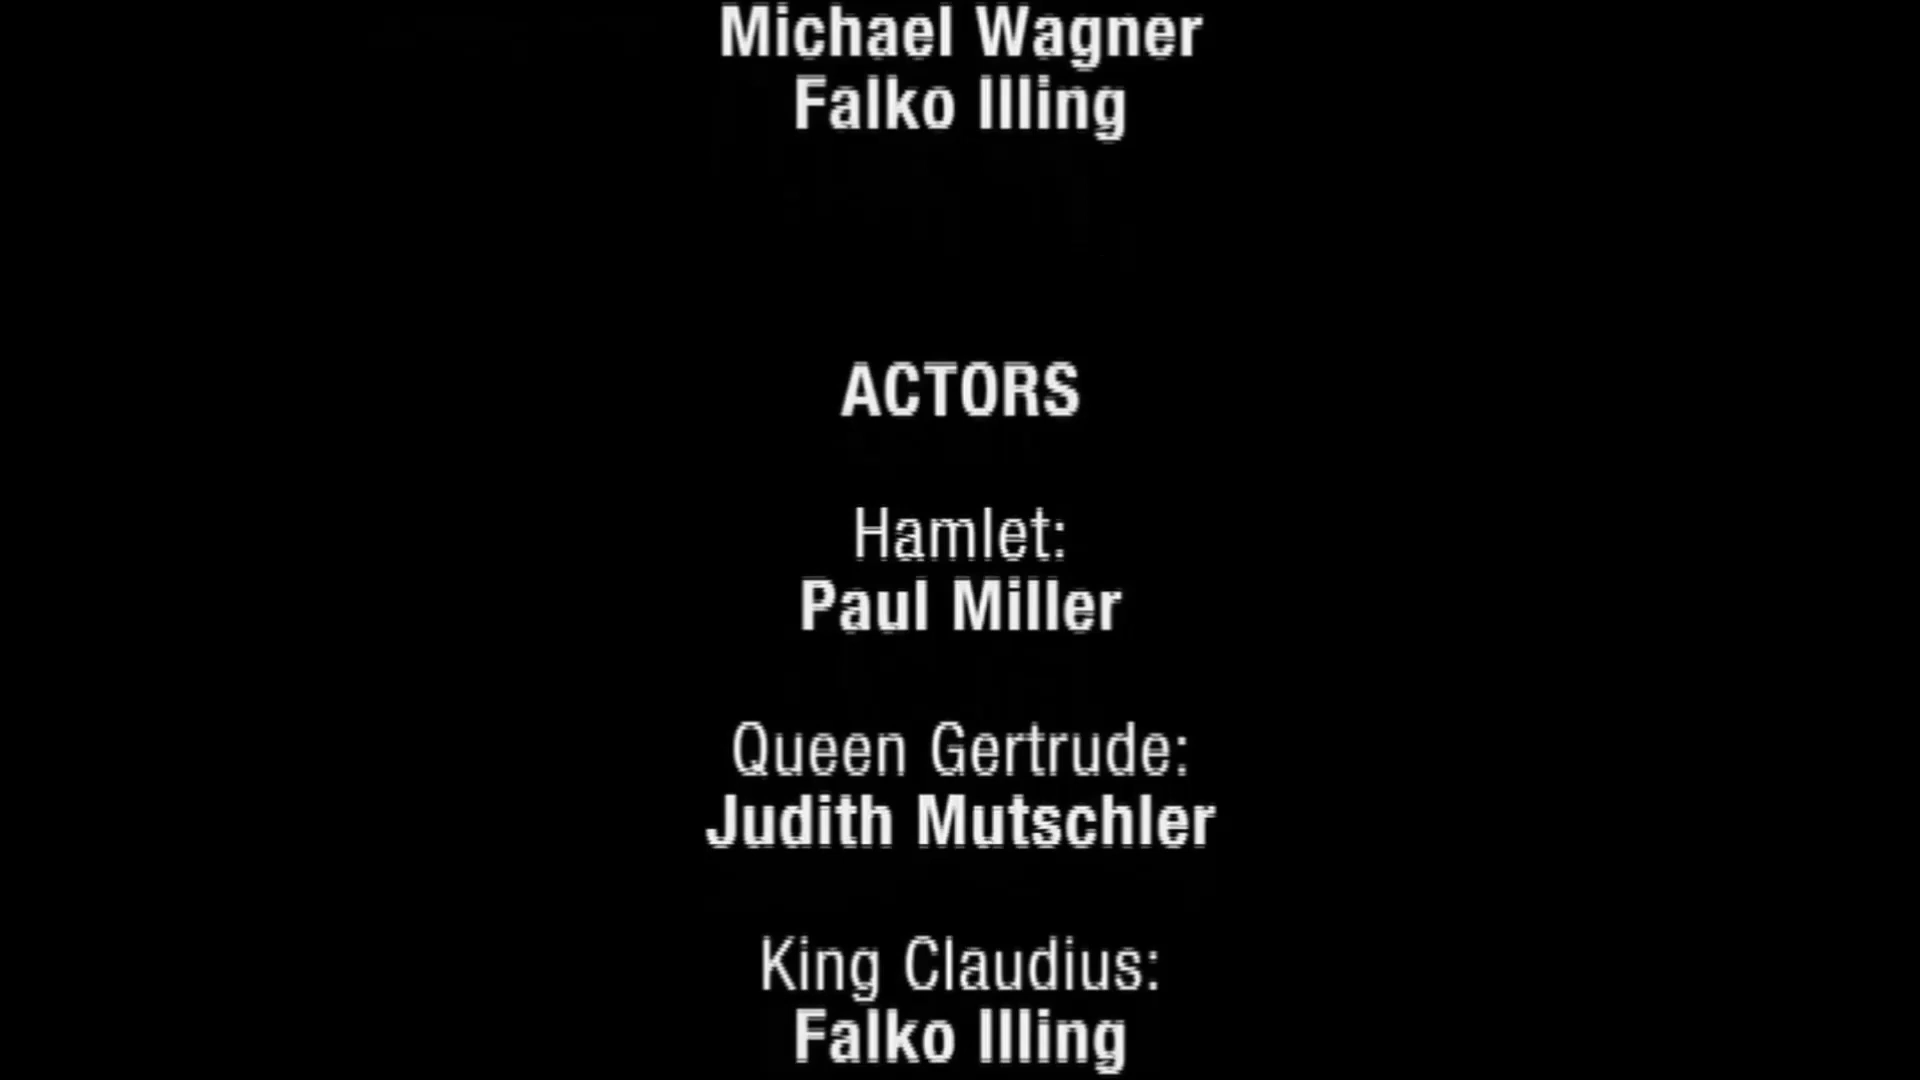 Michael Wagner
Falko Illing
ACTORS
Hamlet:
Paul Miller
Queen Gertrude:
Judith Mutschler
King Claudius:
Falko Illing